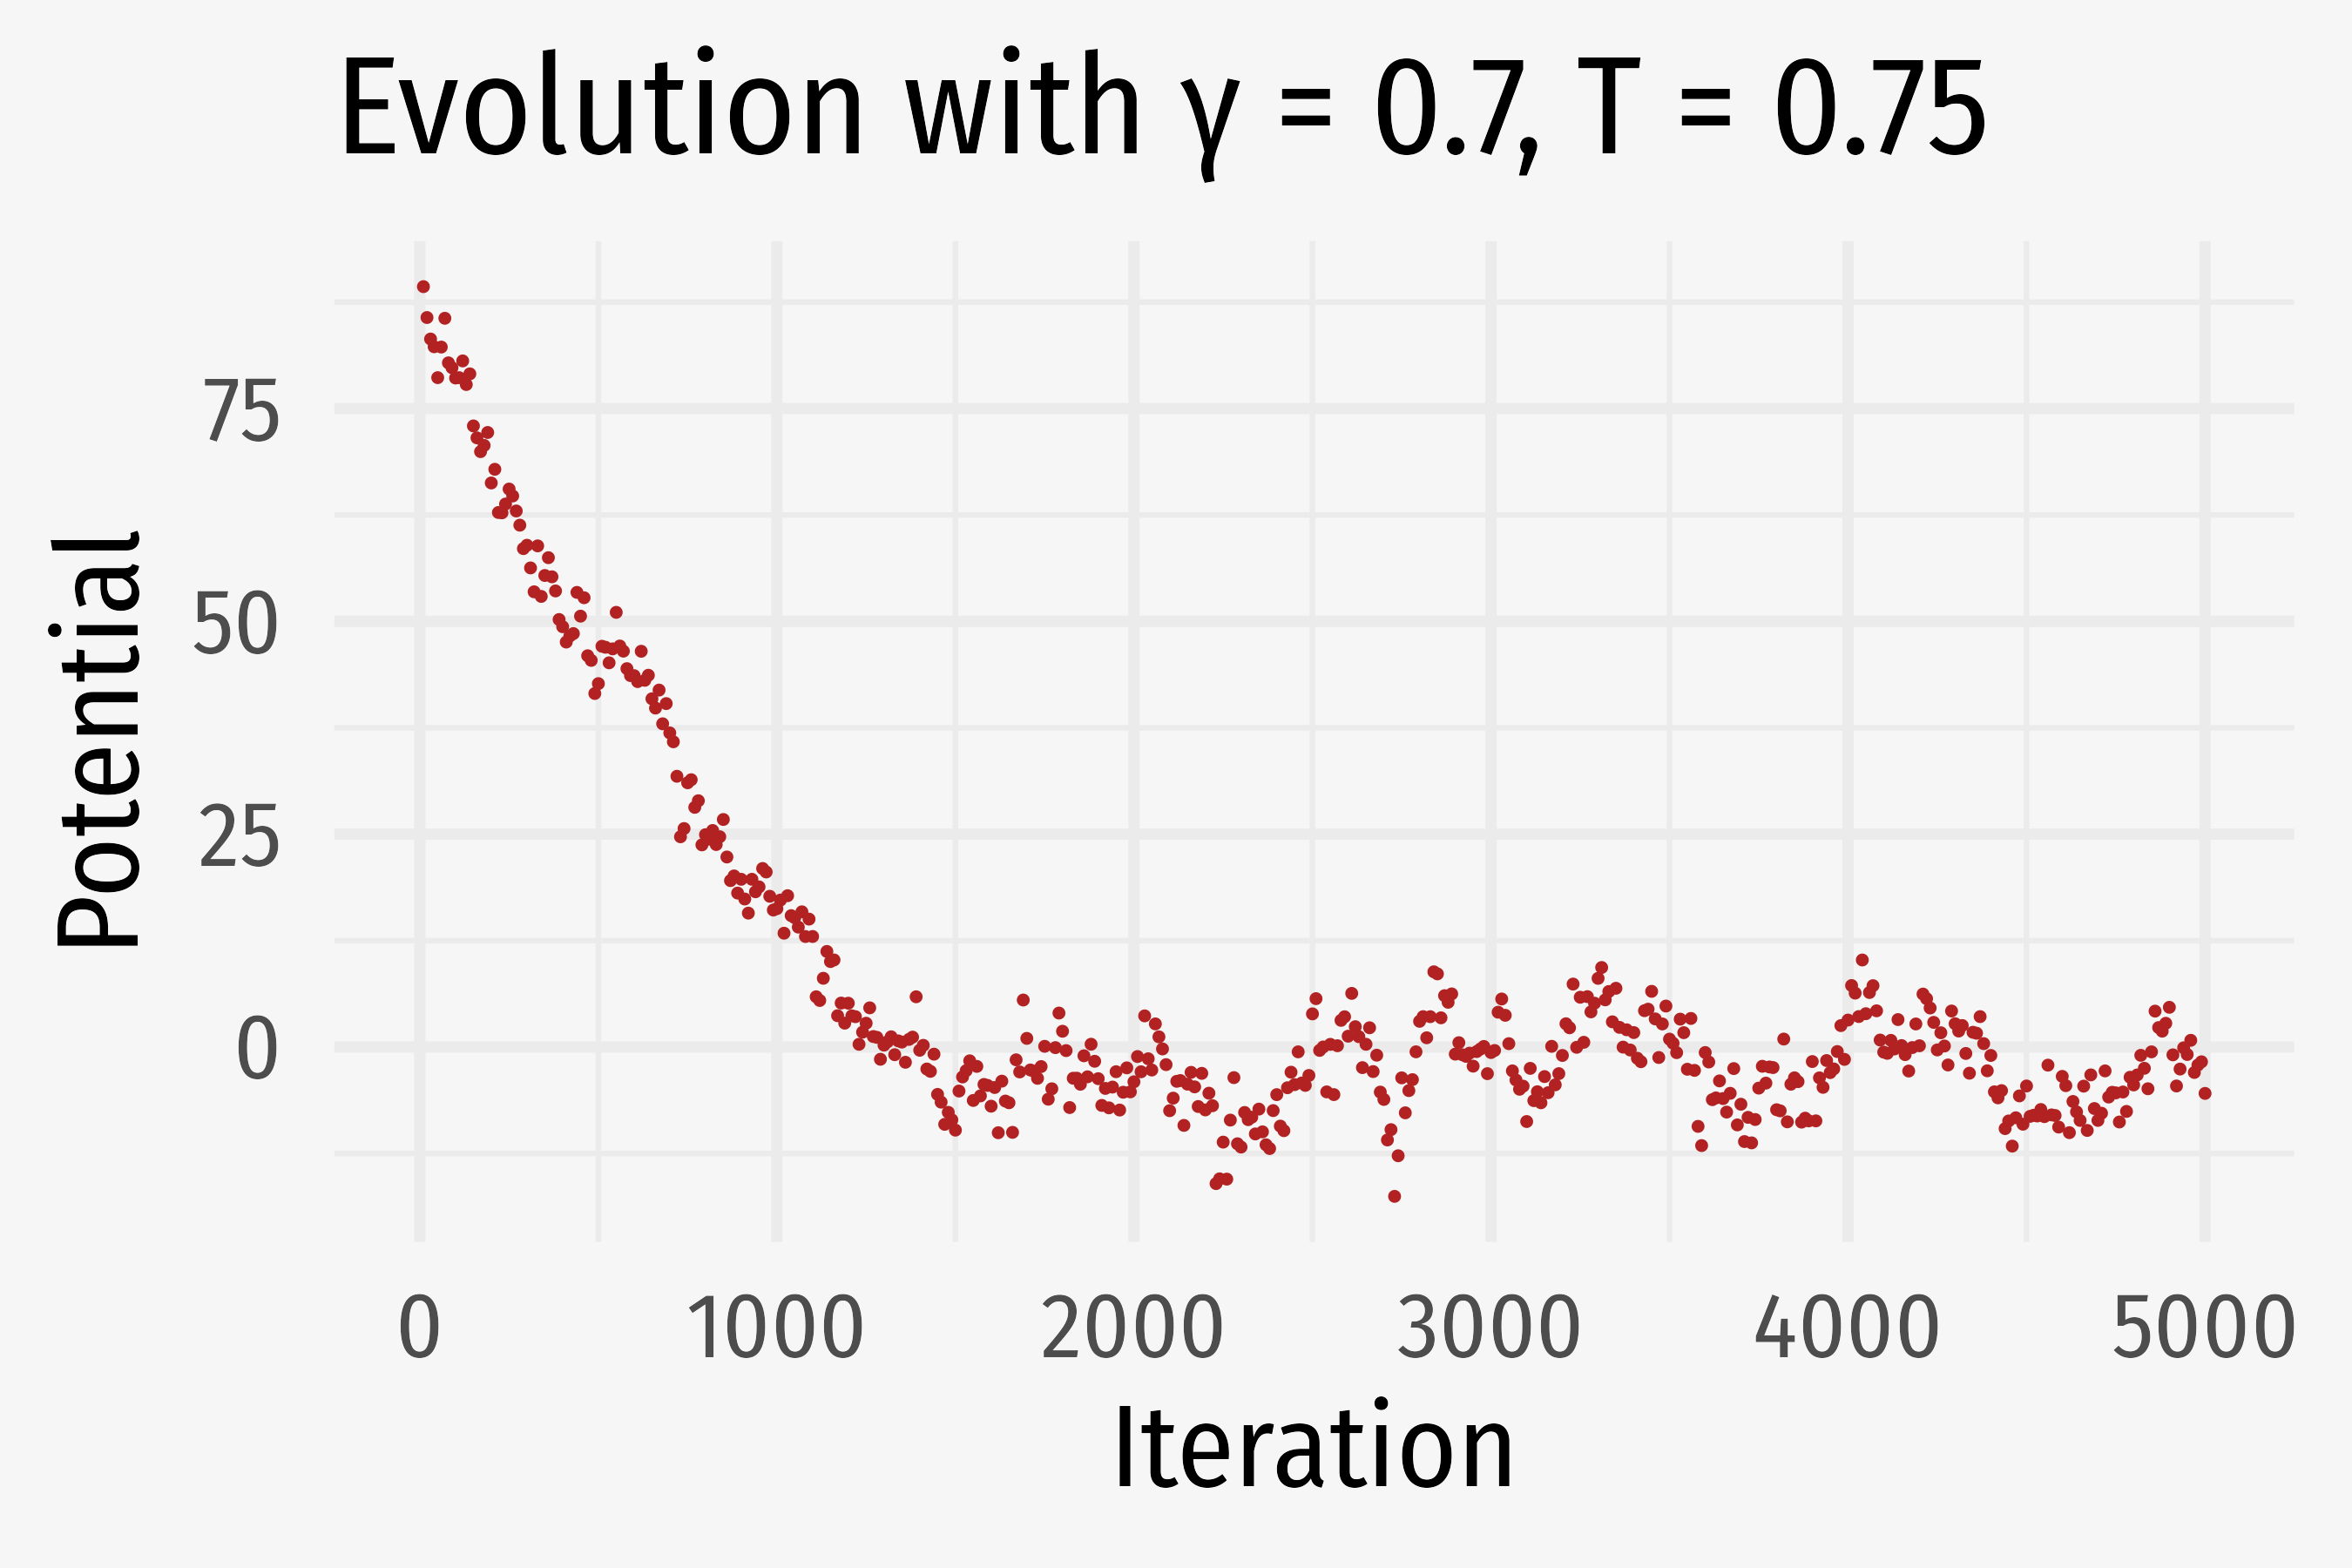 Evolution with γ = 0.7, T = 0.75
Potential
75
50
25
0
0 1000 2000 3000 4000 5000
Iteration